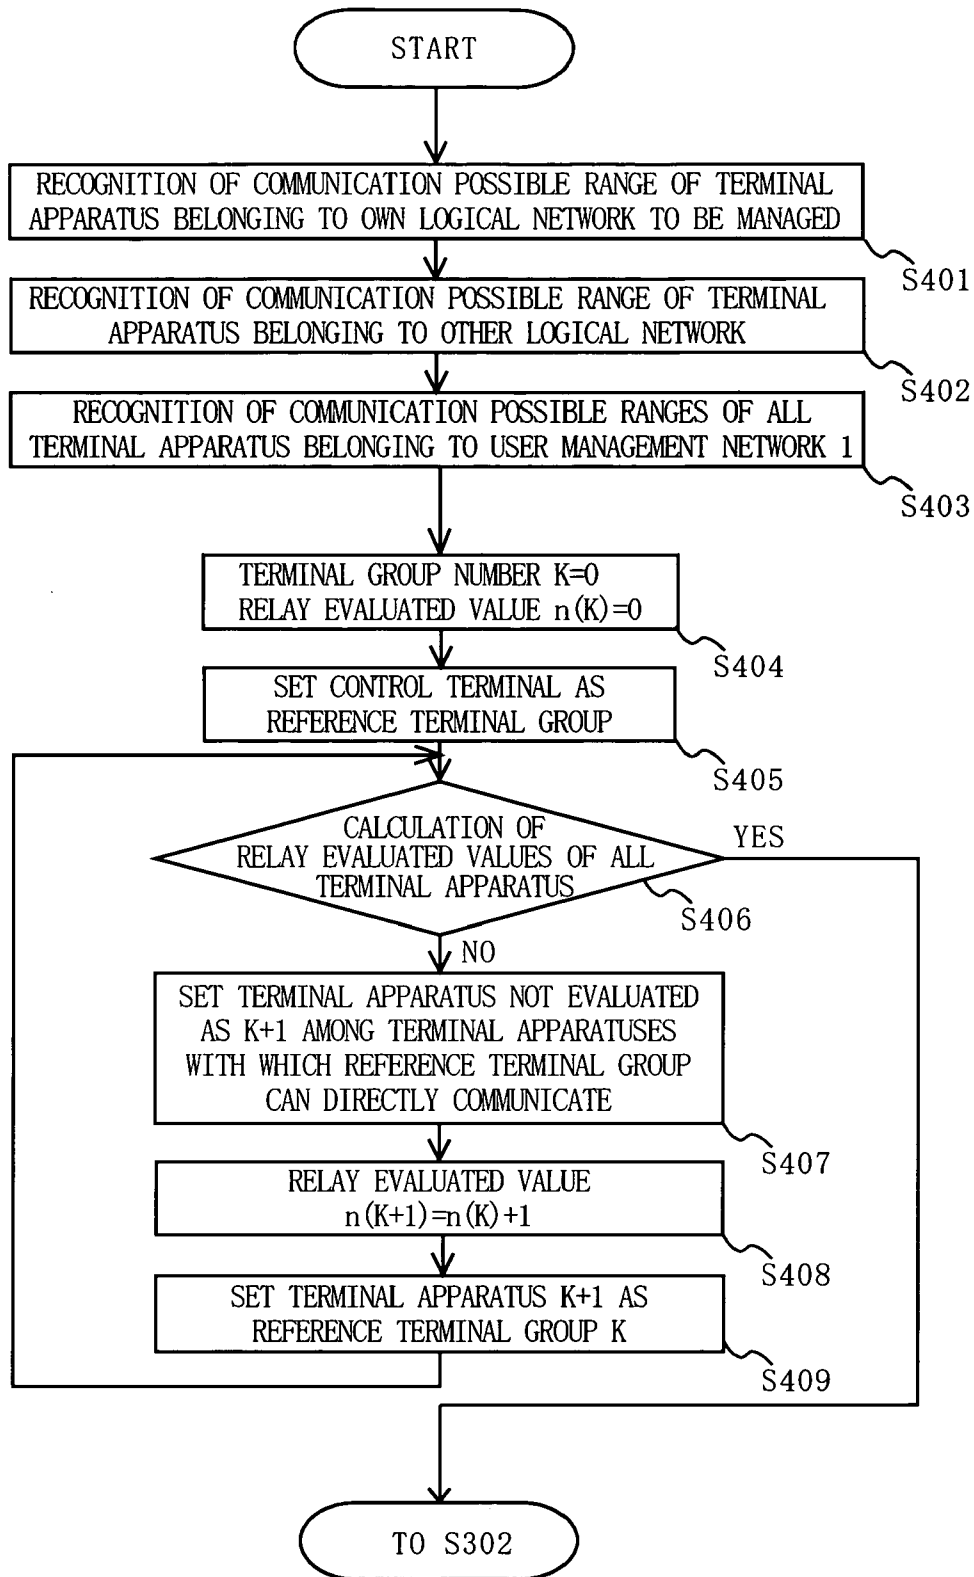 START
RECOGNITION OF COMMUNICATION POSSIBLE RANGE OF TERMINAL
APPARATUS BELONGING TO OWN LOGICAL NETWORK TO BE MANAGED
S401
RECOGNITION OF COMMUNICATION POSSIBLE RANGE OF TERMINAL
APPARATUS BELONGING TO OTHER LOGICAL NETWORK
S402
RECOGNITION OF COMMUNICATION POSSIBLE RANGES OF ALL
TERMINAL APPARATUS BELONGING TO USER MANAGEMENT NETWORK 1
S403
TERMINAL GROUP NUMBER K=0
RELAY EVALUATED VALUE n(K)=0
S404
SET CONTROL TERMINAL AS
REFERENCE TERMINAL GROUP
S405
CALCULATION OF
RELAY EVALUATED VALUES OF ALL
TERMINAL APPARATUS
YES
S406
NO
SET TERMINAL APPARATUS NOT EVALUATED
AS K+1 AMONG TERMINAL APPARATUSES
WITH WHICH REFERENCE TERMINAL GROUP
CAN DIRECTLY COMMUNICATE
S407
RELAY EVALUATED VALUE
n(K+1)=n(K)+1
S408
SET TERMINAL APPARATUS K+1 AS
REFERENCE TERMINAL GROUP K
S409
TO S302